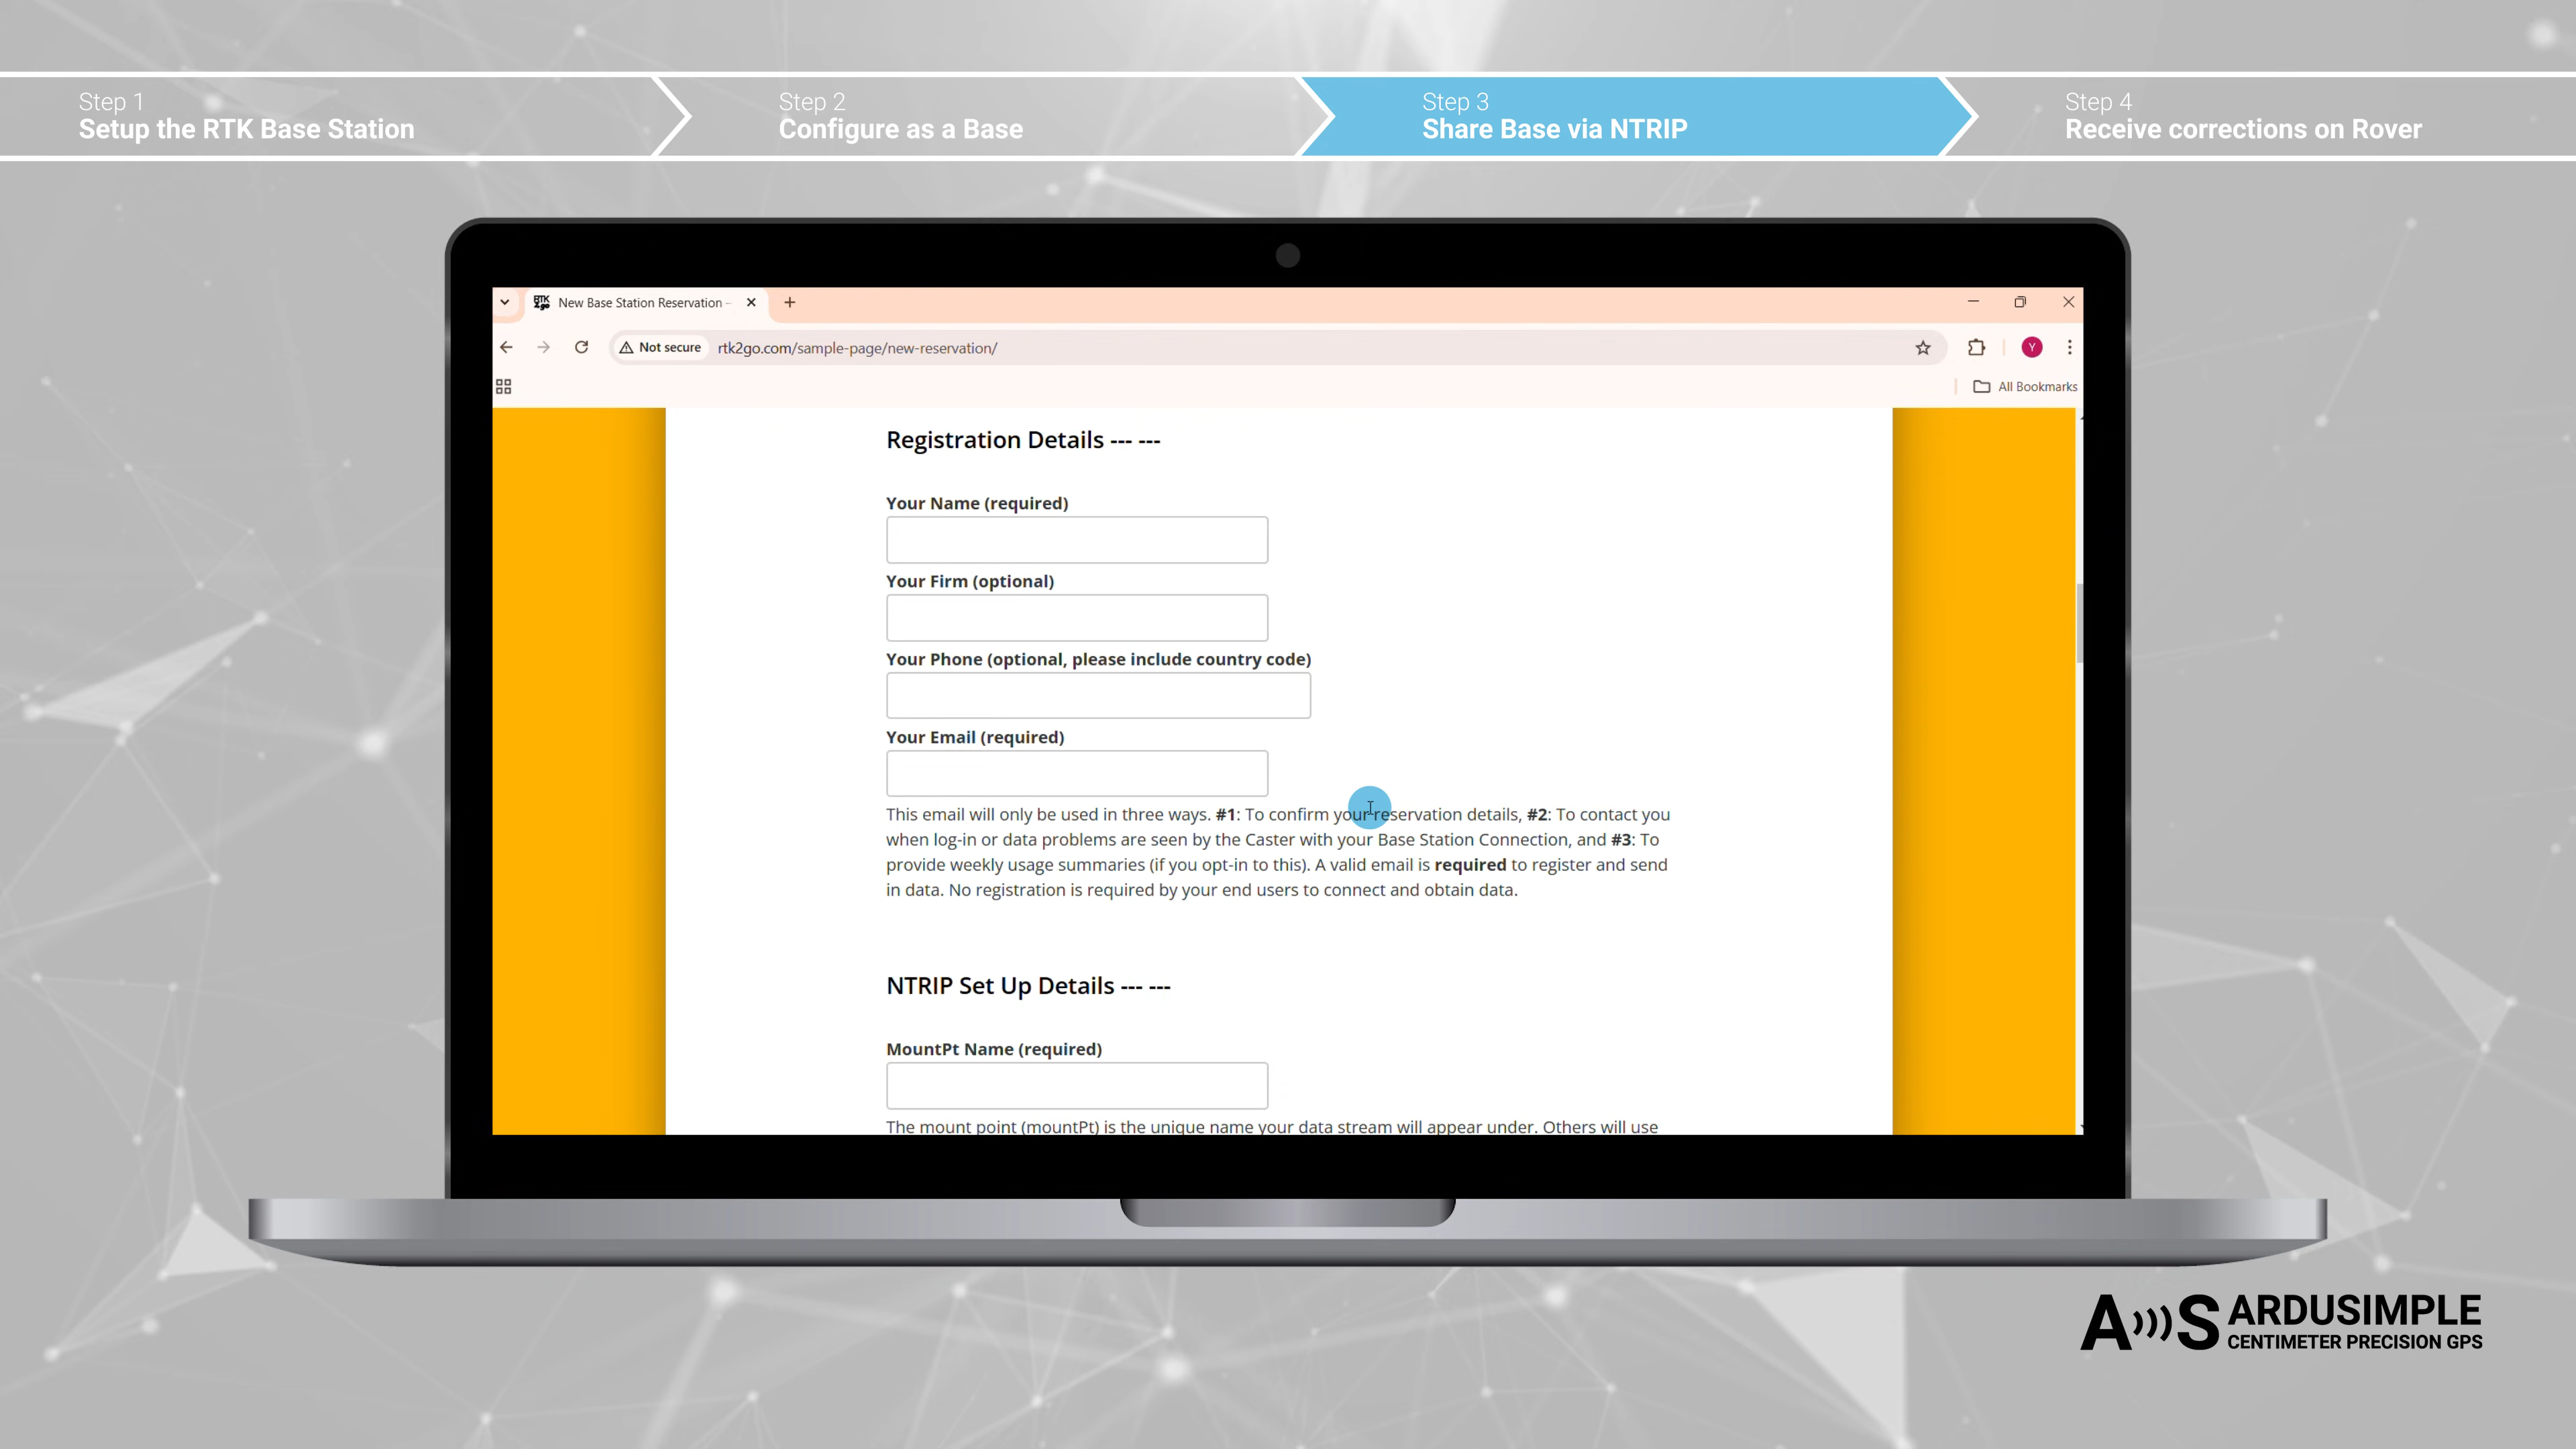 Step 1
Setup the RTK Base Station
Step 2
Configure as a Base
Step 3
Share Base via NTRIP
Step 4
Receive corrections on Rover
RTK 2go
New Base Station Reservation –
Not secure
rtk2go.com/sample-page/new-reservation/
Y
All Bookmarks
Registration Details --- ---
Your Name (required)
Your Firm (optional)
Your Phone (optional, please include country code)
Your Email (required)
This email will only be used in three ways. #1: To confirm your reservation details, #2: To contact you
when log-in or data problems are seen by the Caster with your Base Station Connection, and #3: To
provide weekly usage summaries (if you opt-in to this). A valid email is required to register and send
in data. No registration is required by your end users to connect and obtain data.
NTRIP Set Up Details --- ---
MountPt Name (required)
The mount point (mountPt) is the unique name your data stream will appear under. Others will use
A S ARDUSIMPLE
CENTIMETER PRECISION GPS